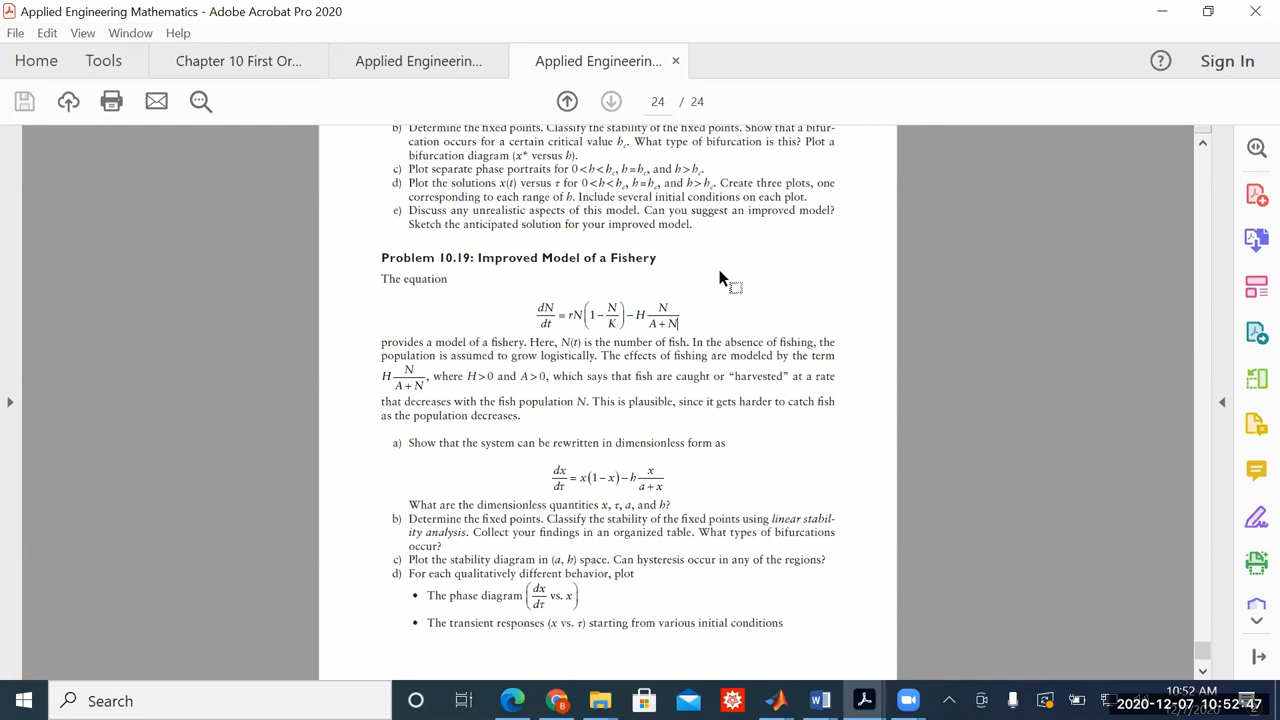 Applied Engineering Mathematics - Adobe Acrobat Pro 2020
File Edit View Window Help
Home Tools Chapter 10 First Or... Applied Engineerin... Applied Engineerin... × Sign In
24 / 24
b) Determine the fixed points. Classify the stability of the fixed points. Show that a bifur-
cation occurs for a certain critical value h_c. What type of bifurcation is this? Plot a
bifurcation diagram (x* versus h).
c) Plot separate phase portraits for 0<h<h_c, h=h_c, and h>h_c.
d) Plot the solutions x(t) versus τ for 0<h<h_c, h=h_c, and h>h_c. Create three plots, one
corresponding to each range of h. Include several initial conditions on each plot.
e) Discuss any unrealistic aspects of this model. Can you suggest an improved model?
Sketch the anticipated solution for your improved model.
Problem 10.19: Improved Model of a Fishery
The equation
dN/dt = rN(1 − N/K) − H N/(A + N)
provides a model of a fishery. Here, N(t) is the number of fish. In the absence of fishing, the
population is assumed to grow logistically. The effects of fishing are modeled by the term
H N/(A + N), where H>0 and A>0, which says that fish are caught or “harvested” at a rate
that decreases with the fish population N. This is plausible, since it gets harder to catch fish
as the population decreases.
a) Show that the system can be rewritten in dimensionless form as
dx/dτ = x(1 − x) − h x/(a + x)
What are the dimensionless quantities x, τ, a, and h?
b) Determine the fixed points. Classify the stability of the fixed points using linear stabil-
ity analysis. Collect your findings in an organized table. What types of bifurcations
occur?
c) Plot the stability diagram in (a, h) space. Can hysteresis occur in any of the regions?
d) For each qualitatively different behavior, plot
• The phase diagram (dx/dτ vs. x)
• The transient responses (x vs. τ) starting from various initial conditions
Search
10:52 AM
2020-12-07 10:52:47